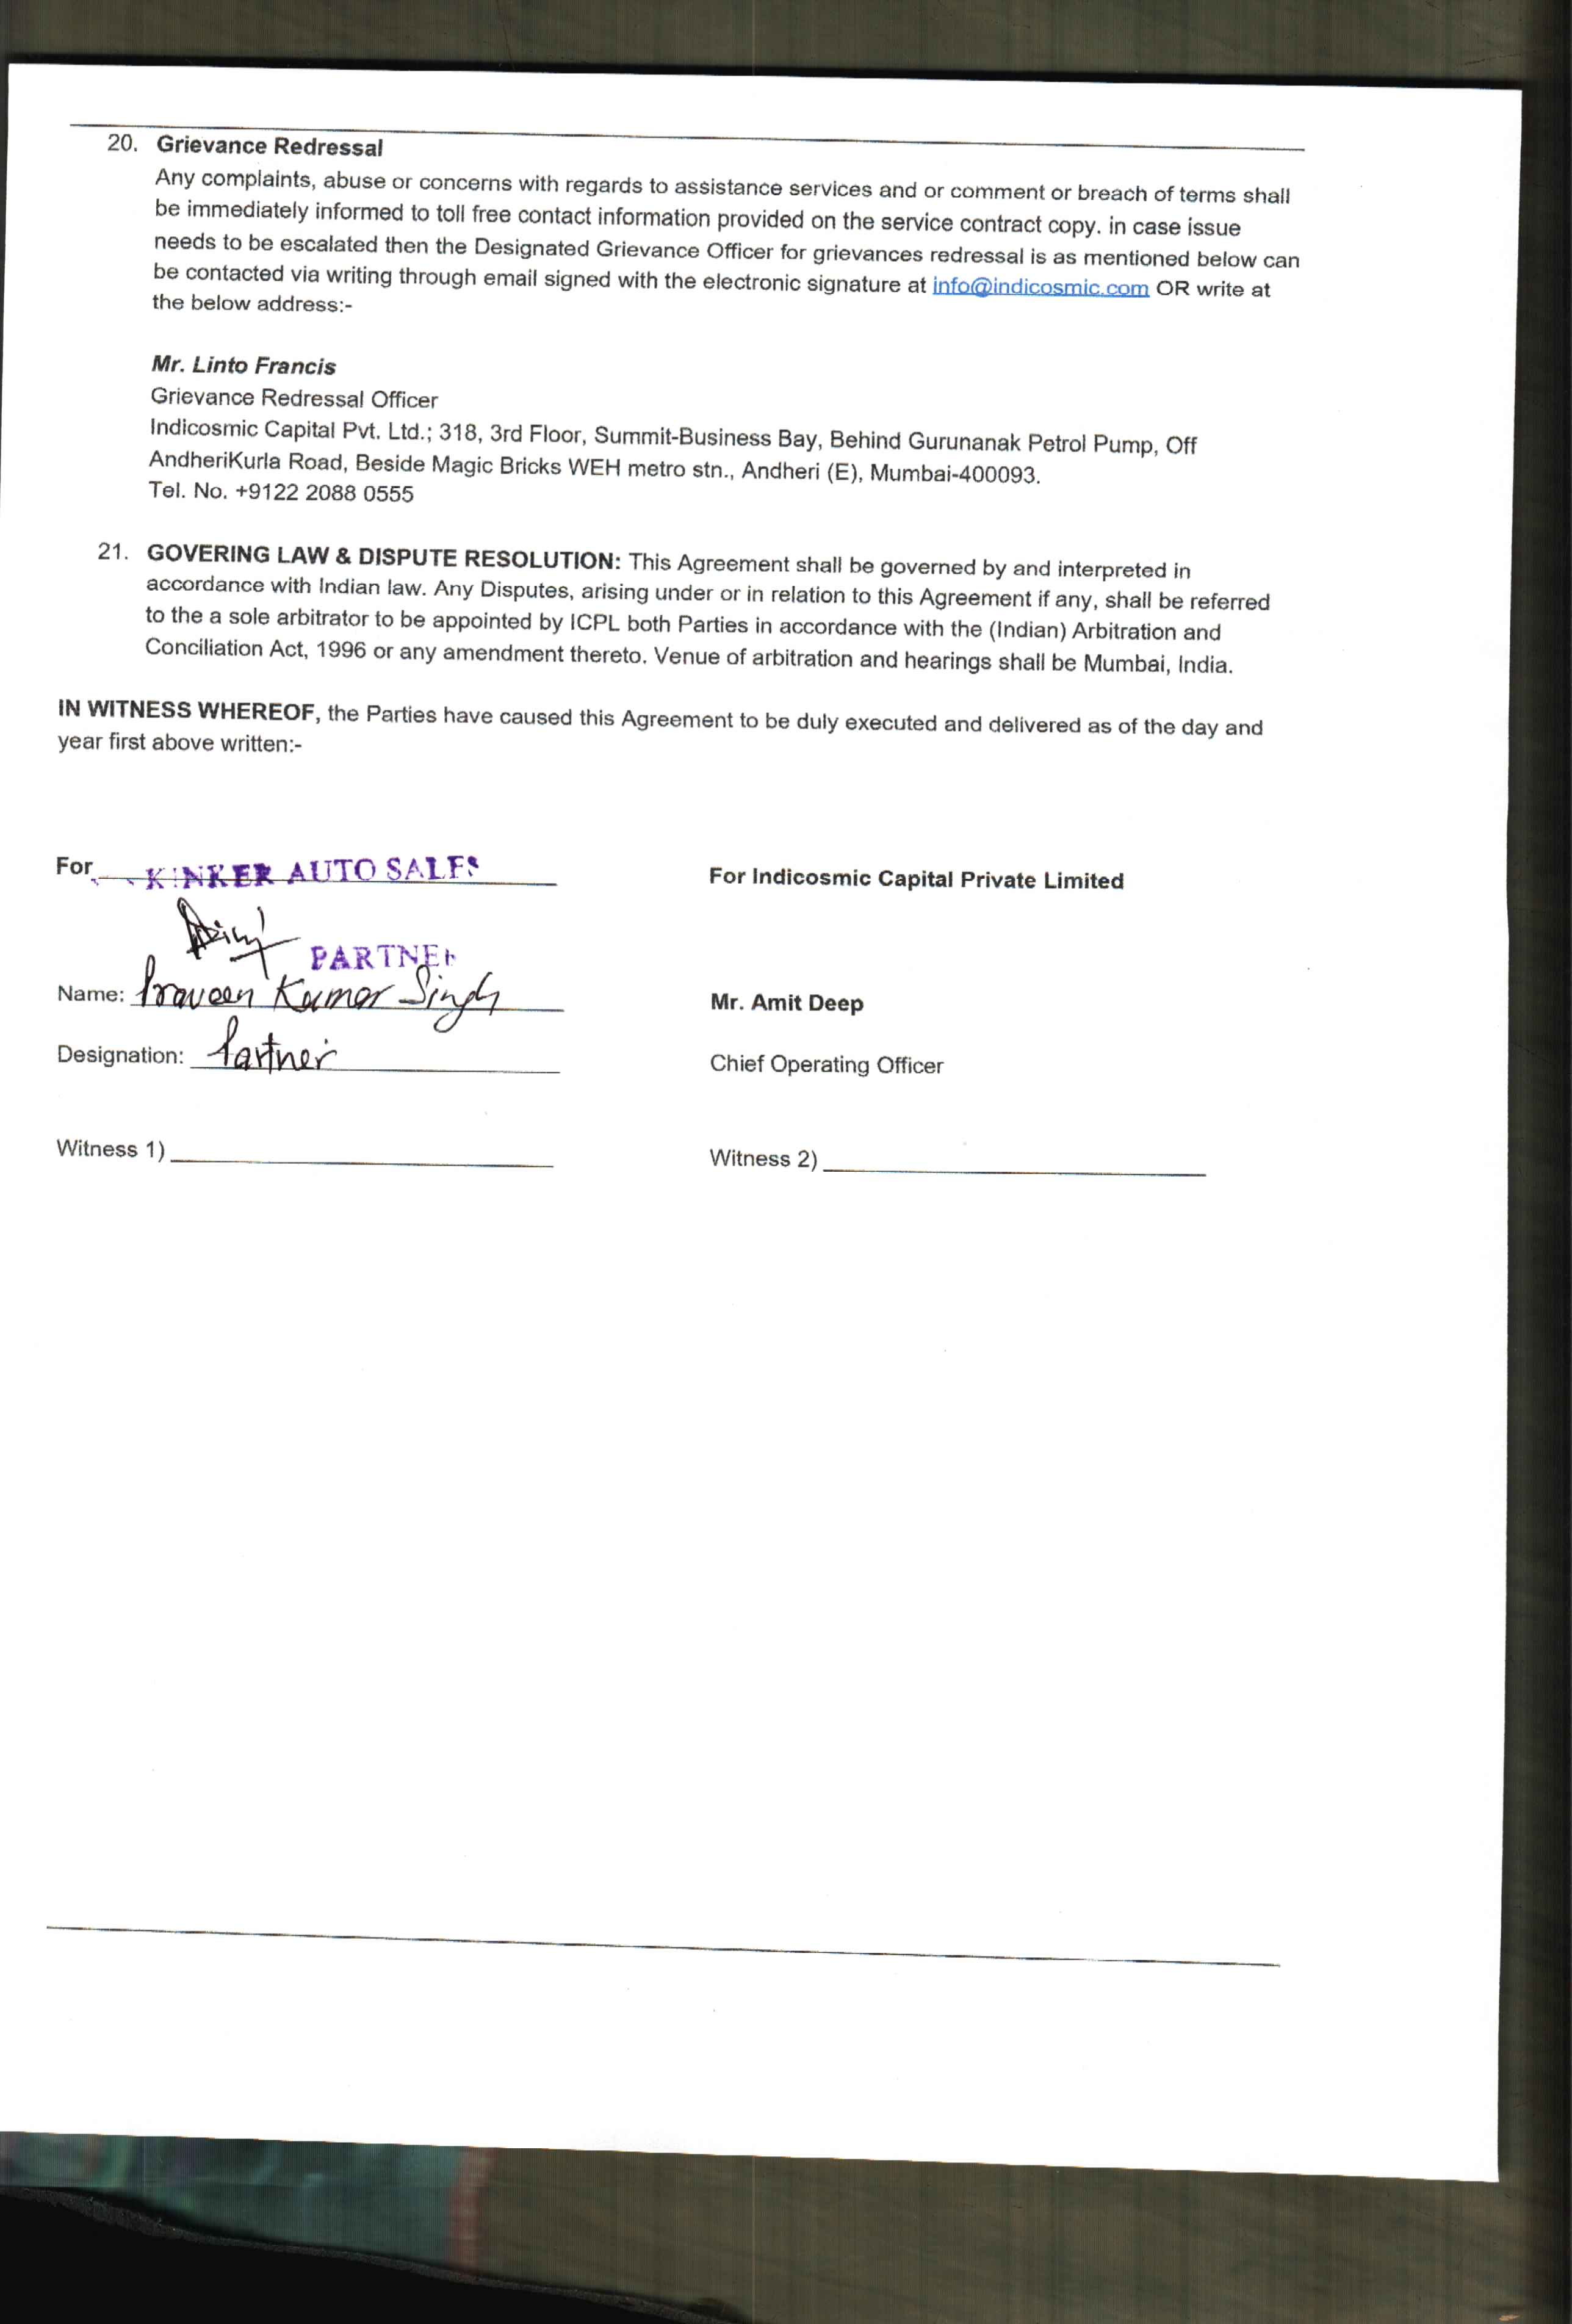 20. Grievance Redressal
Any complaints, abuse or concerns with regards to assistance services and or comment or breach of terms shall
be immediately informed to toll free contact information provided on the service contract copy. in case issue
needs to be escalated then the Designated Grievance Officer for grievances redressal is as mentioned below can
be contacted via writing through email signed with the electronic signature at info@indicosmic.com OR write at
the below address:-
Mr. Linto Francis
Grievance Redressal Officer
Indicosmic Capital Pvt. Ltd.; 318, 3rd Floor, Summit-Business Bay, Behind Gurunanak Petrol Pump, Off
AndheriKurla Road, Beside Magic Bricks WEH metro stn., Andheri (E), Mumbai-400093.
Tel. No. +9122 2088 0555
21. GOVERING LAW & DISPUTE RESOLUTION: This Agreement shall be governed by and interpreted in
accordance with Indian law. Any Disputes, arising under or in relation to this Agreement if any, shall be referred
to the a sole arbitrator to be appointed by ICPL both Parties in accordance with the (Indian) Arbitration and
Conciliation Act, 1996 or any amendment thereto. Venue of arbitration and hearings shall be Mumbai, India.
IN WITNESS WHEREOF, the Parties have caused this Agreement to be duly executed and delivered as of the day and
year first above written:-
For KINKER AUTO SALES
For Indicosmic Capital Private Limited
PARTNER
Name: Praveen Kumar Singh
Mr. Amit Deep
Designation: Partner
Chief Operating Officer
Witness 1)
Witness 2)